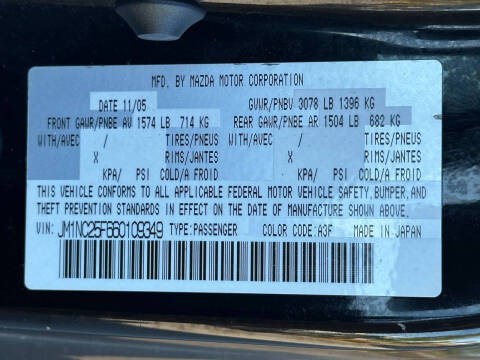 MFD. BY MAZDA MOTOR CORPORATION
DATE 11/05 GVWR/PNBV 3078 LB 1396 KG
FRONT GAWR/PNBE AV 1574 LB 714 KG REAR GAWR/PNBE AR 1504 LB 682 KG
WITH/AVEC / TIRES/PNEUS WITH/AVEC / TIRES/PNEUS
X RIMS/JANTES X RIMS/JANTES
KPA/ PSI COLD/A FROID KPA/ PSI COLD/A FROID
THIS VEHICLE CONFORMS TO ALL APPLICABLE FEDERAL MOTOR VEHICLE SAFETY, BUMPER, AND
THEFT PREVENTION STANDARDS IN EFFECT ON THE DATE OF MANUFACTURE SHOWN ABOVE.
VIN: JM1NC25F660109349 TYPE:PASSENGER COLOR CODE: A3F MADE IN JAPAN